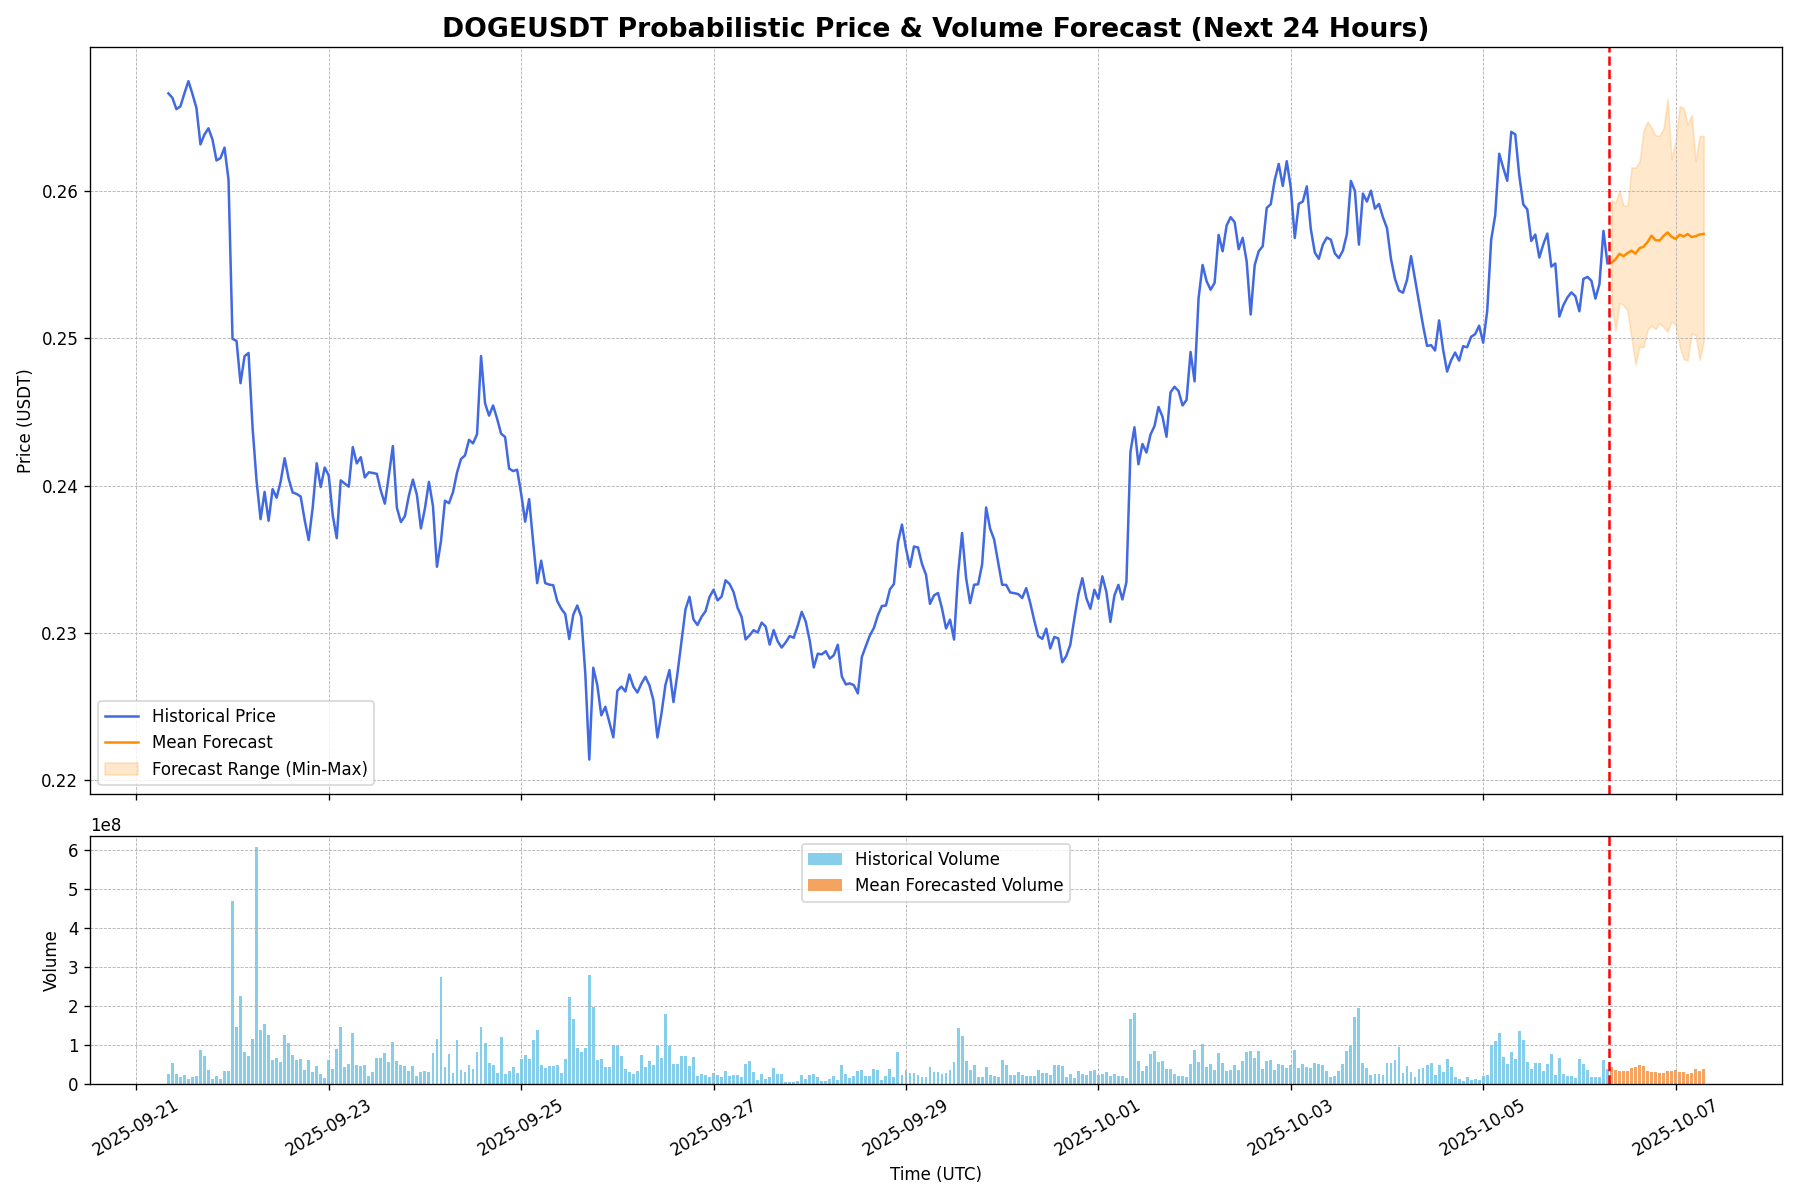 DOGEUSDT Probabilistic Price & Volume Forecast (Next 24 Hours)
Price (USDT)
0.26
0.25
0.24
0.23
0.22
Historical Price
Mean Forecast
Forecast Range (Min-Max)
1e8
Volume
6
5
4
3
2
1
0
Historical Volume
Mean Forecasted Volume
2025-09-21
2025-09-23
2025-09-25
2025-09-27
2025-09-29
2025-10-01
2025-10-03
2025-10-05
2025-10-07
Time (UTC)